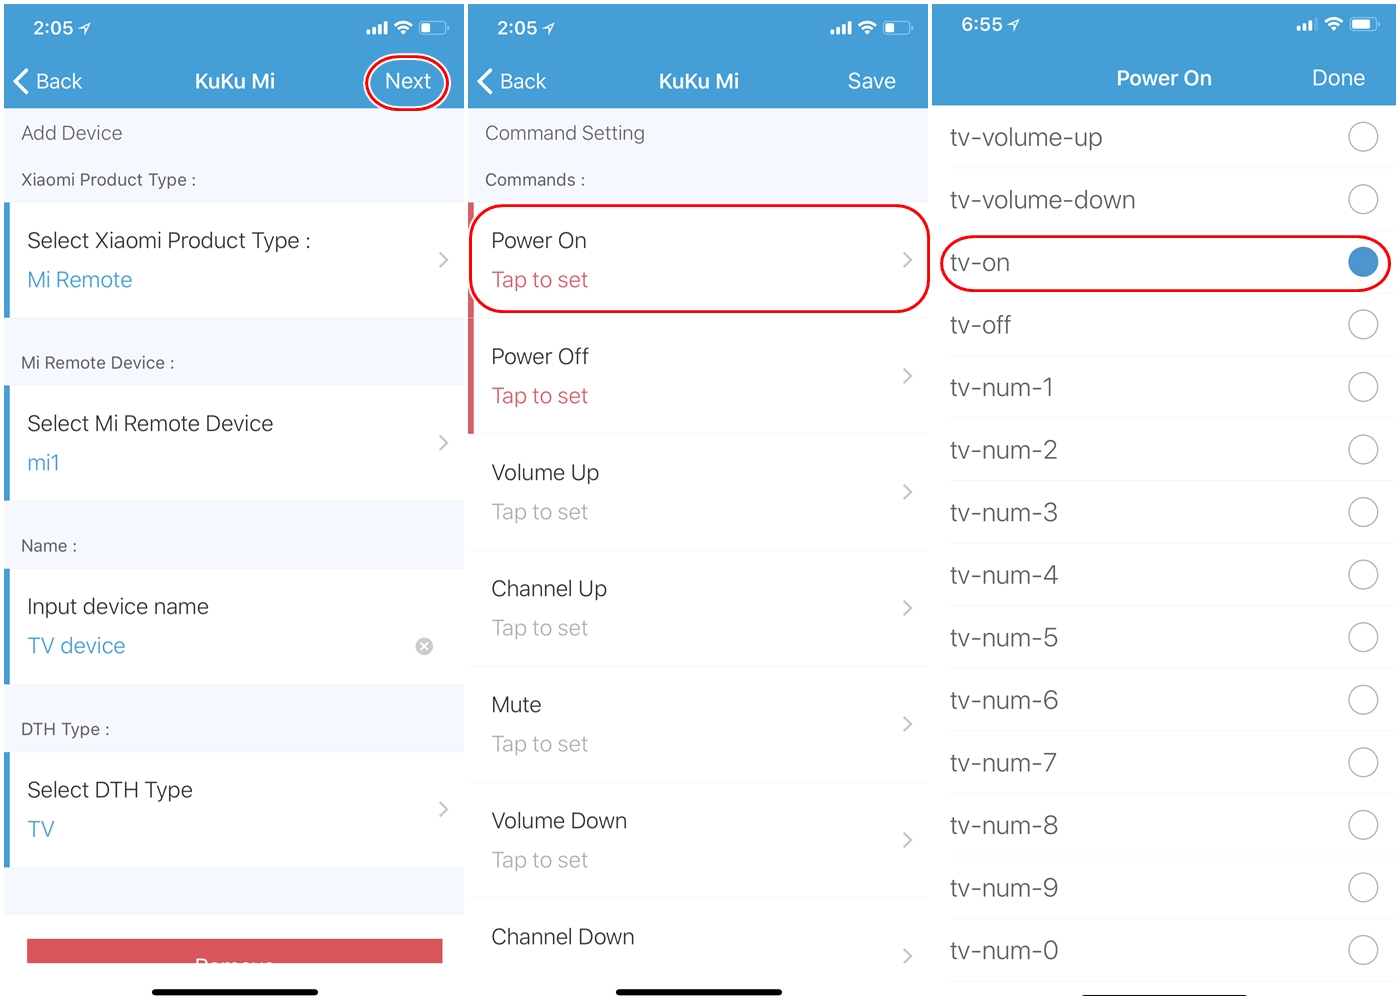 2:05
Back
KuKu Mi
Next
Add Device
Xiaomi Product Type :
Select Xiaomi Product Type :
Mi Remote
Mi Remote Device :
Select Mi Remote Device
mi1
Name :
Input device name
TV device
DTH Type :
Select DTH Type
TV
Remove
2:05
Back
KuKu Mi
Save
Command Setting
Commands :
Power On
Tap to set
Power Off
Tap to set
Volume Up
Tap to set
Channel Up
Tap to set
Mute
Tap to set
Volume Down
Tap to set
Channel Down
6:55
Power On
Done
tv-volume-up
tv-volume-down
tv-on
tv-off
tv-num-1
tv-num-2
tv-num-3
tv-num-4
tv-num-5
tv-num-6
tv-num-7
tv-num-8
tv-num-9
tv-num-0